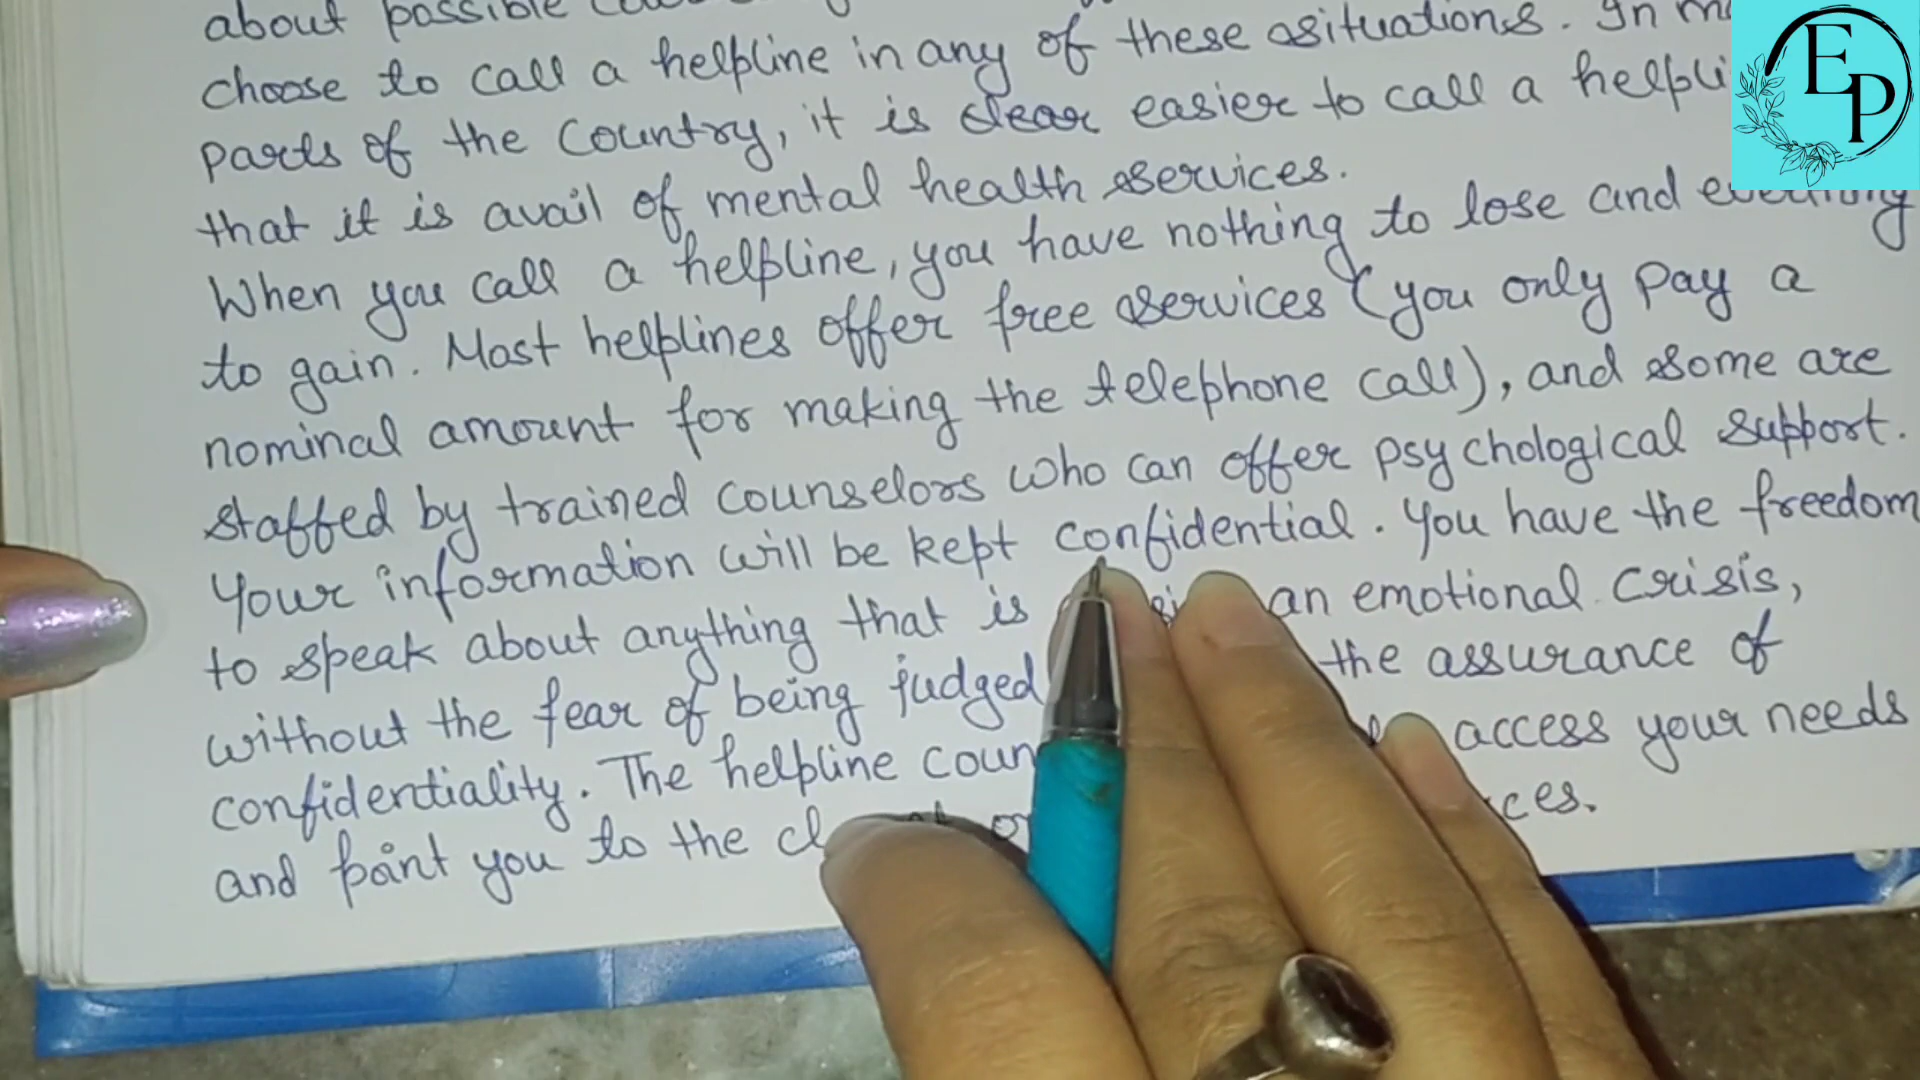 about possible
choose to call a helpline in any of these situations. In
parts of the Country, it is clear easier to call a
that it is avail of mental health services.
When you call a helpline, you have nothing to lose and
to gain. Most helplines offer free services (you only pay a
nominal amount for making the telephone call), and some are
staffed by trained counselors who can offer psychological support.
Your information will be kept confidential. You have the freedom
to speak about anything that is an emotional crisis,
without the fear of being judged the assurance of
confidentiality. The helpline access your needs
and point you to the
EP